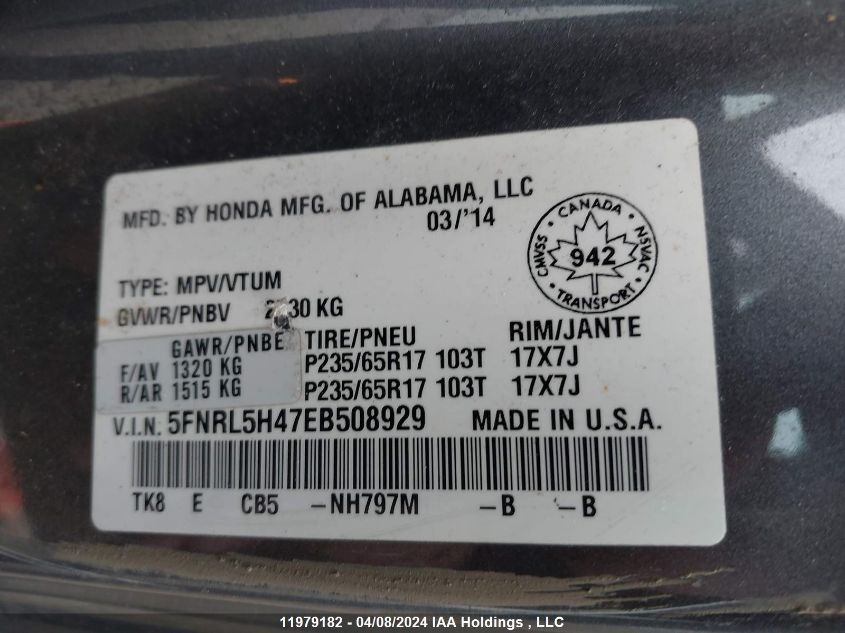 MFD. BY HONDA MFG. OF ALABAMA, LLC
03/'14
CANADA
CMVSS 942 NSVAC
TRANSPORT
TYPE: MPV/VTUM
GVWR/PNBV KG
GAWR/PNBE TIRE/PNEU RIM/JANTE
F/AV 1320 KG P235/65R17 103T 17X7J
R/AR 1515 KG P235/65R17 103T 17X7J
V.I.N. 5FNRL5H47EB508929 MADE IN U.S.A.
TK8 E CB5 -NH797M -B -B
11979182 - 04/08/2024 IAA Holdings , LLC